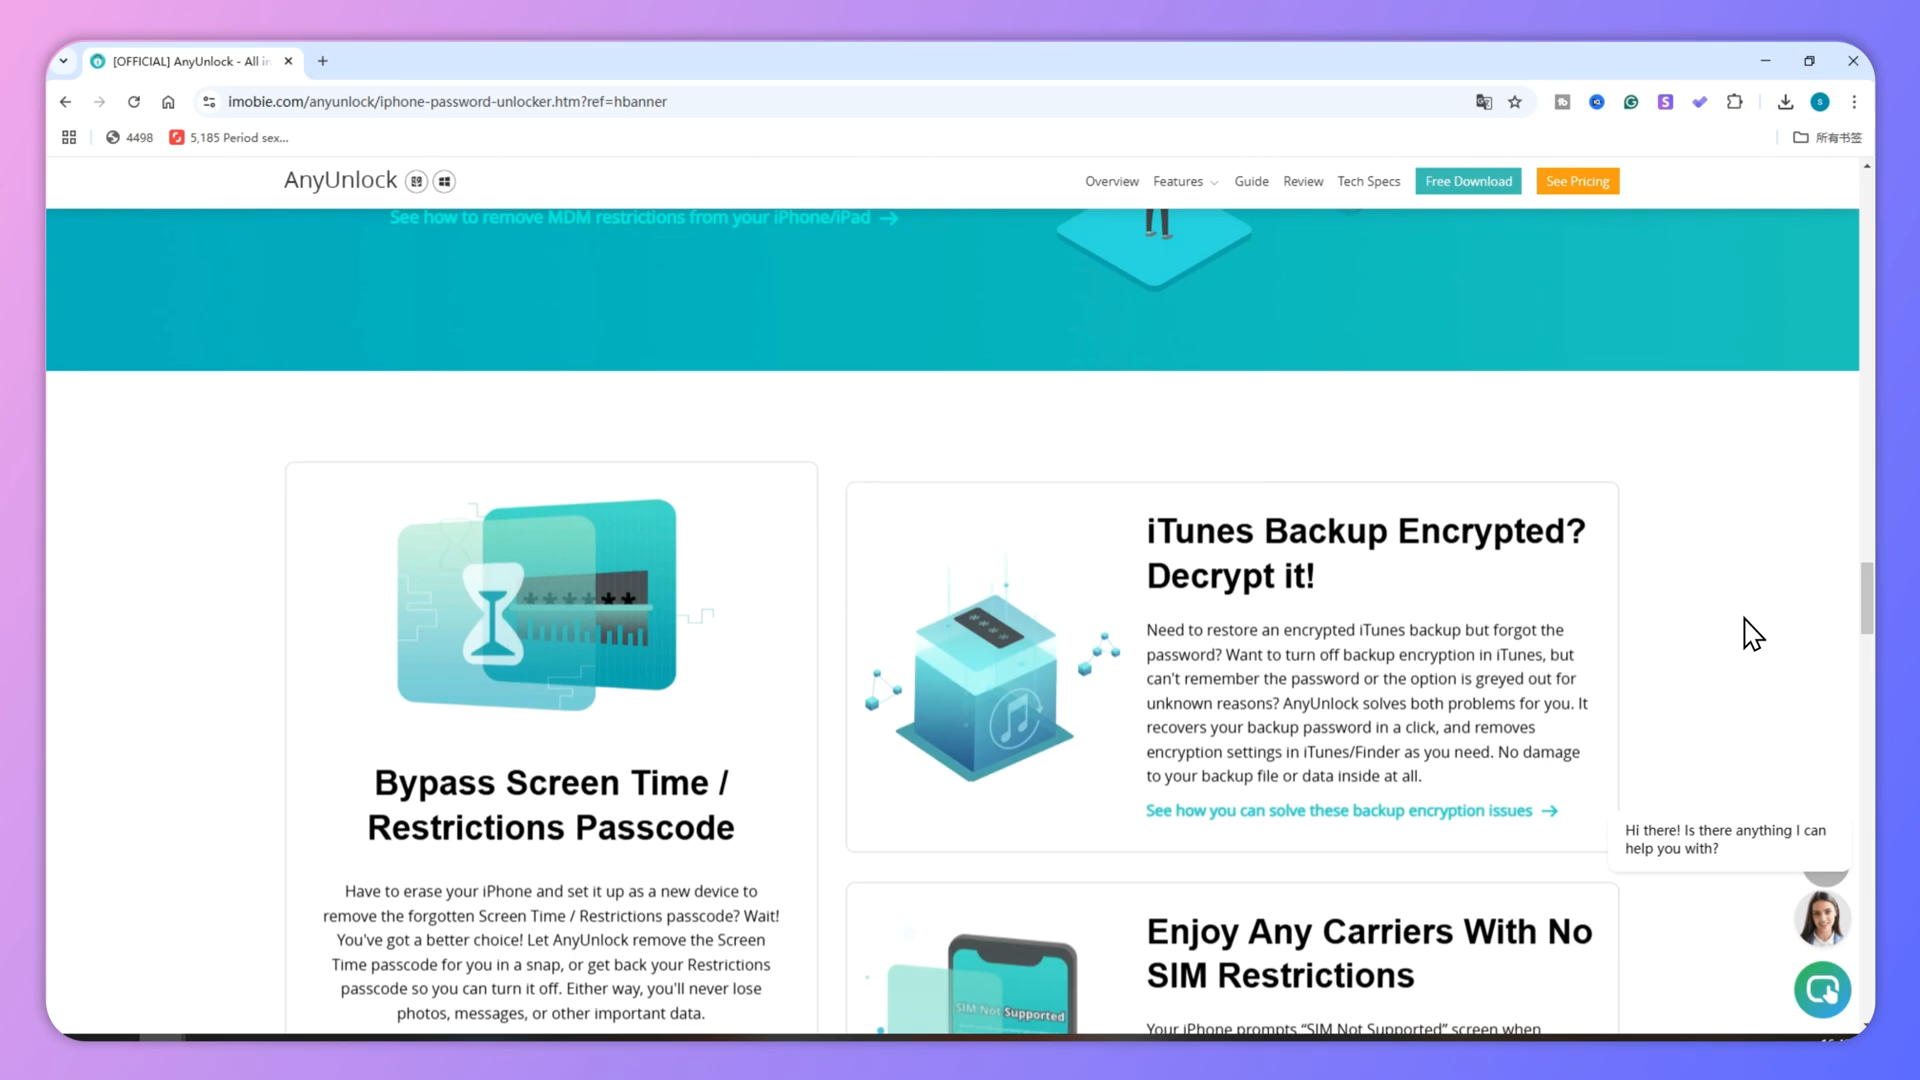 [OFFICIAL] AnyUnlock - All in
imobie.com/anyunlock/iphone-password-unlocker.htm?ref=hbanner
4498
5,185 Period sex...
所有书签
AnyUnlock
Overview
Features
Guide
Review
Tech Specs
Free Download
See Pricing
See how to remove MDM restrictions from your iPhone/iPad →
Bypass Screen Time /
Restrictions Passcode
Have to erase your iPhone and set it up as a new device to
remove the forgotten Screen Time / Restrictions passcode? Wait!
You've got a better choice! Let AnyUnlock remove the Screen
Time passcode for you in a snap, or get back your Restrictions
passcode so you can turn it off. Either way, you'll never lose
photos, messages, or other important data.
iTunes Backup Encrypted?
Decrypt it!
Need to restore an encrypted iTunes backup but forgot the
password? Want to turn off backup encryption in iTunes, but
can't remember the password or the option is greyed out for
unknown reasons? AnyUnlock solves both problems for you. It
recovers your backup password in a click, and removes
encryption settings in iTunes/Finder as you need. No damage
to your backup file or data inside at all.
See how you can solve these backup encryption issues →
Enjoy Any Carriers With No
SIM Restrictions
SIM Not Supported
Your iPhone prompts “SIM Not Supported” screen when
Hi there! Is there anything I can
help you with?